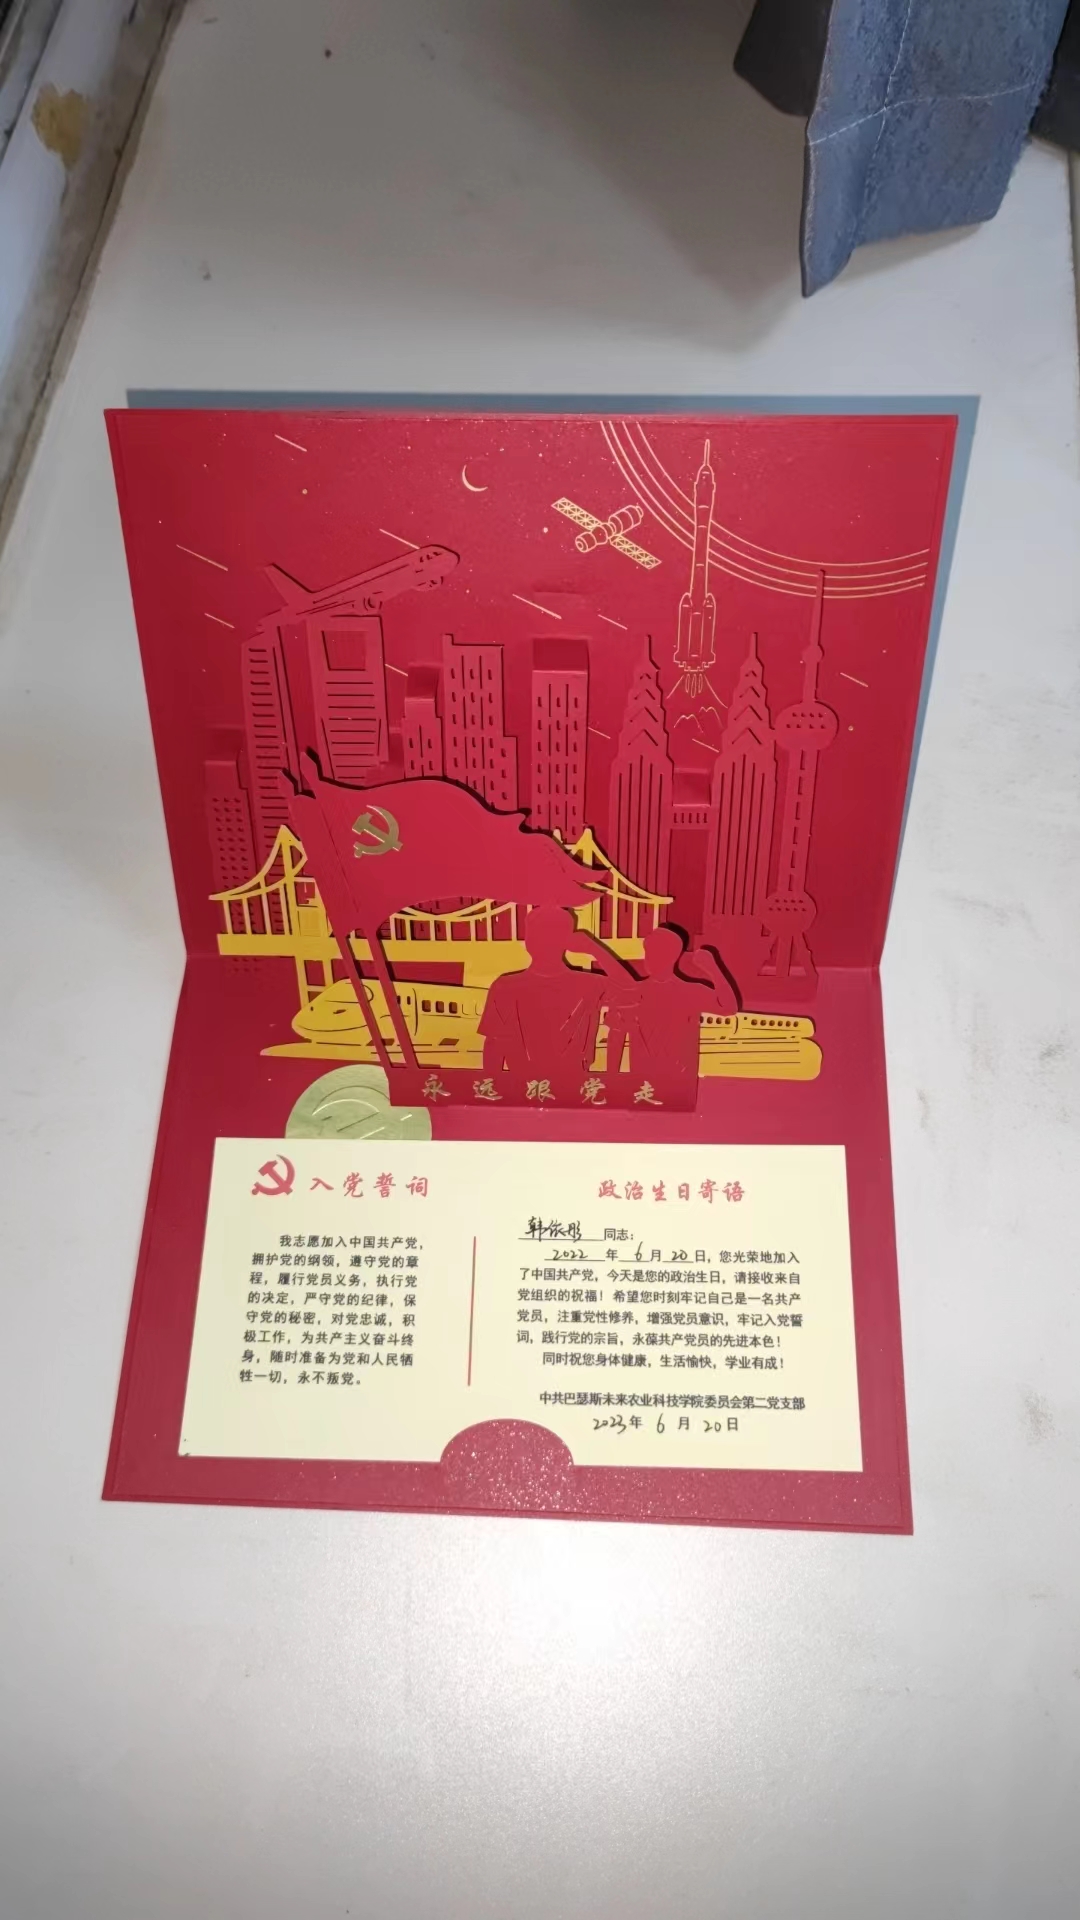 永远跟党走
入党誓词
我志愿加入中国共产党，
拥护党的纲领，遵守党的章
程，履行党员义务，执行党
的决定，严守党的纪律，保
守党的秘密，对党忠诚，积
极工作，为共产主义奋斗终
身，随时准备为党和人民牺
牲一切，永不叛党。
政治生日寄语
韩依彤 同志：
2022 年 6 月 20 日，您光荣地加入
了中国共产党，今天是您的政治生日，请接收来自
党组织的祝福！希望您时刻牢记自己是一名共产
党员，注重党性修养，增强党员意识，牢记入党誓
词，践行党的宗旨，永葆共产党员的先进本色！
同时祝您身体健康，生活愉快，学业有成！
中共巴瑟斯未来农业科技学院委员会第二党支部
2023 年 6 月 20 日